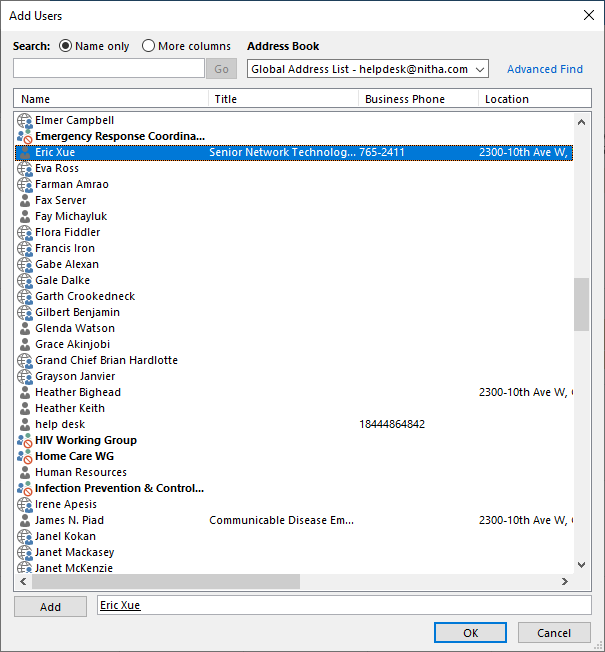 Add Users
Search: Name only More columns Address Book
Go Global Address List - helpdesk@nitha.com Advanced Find
Name Title Business Phone Location
Elmer Campbell
Emergency Response Coordina...
Eric Xue Senior Network Technolog... 765-2411 2300-10th Ave W,
Eva Ross
Farman Amrao
Fax Server
Fay Michayluk
Flora Fiddler
Francis Iron
Gabe Alexan
Gale Dalke
Garth Crookedneck
Gilbert Benjamin
Glenda Watson
Grace Akinjobi
Grand Chief Brian Hardlotte
Grayson Janvier
Heather Bighead 2300-10th Ave W,
Heather Keith
help desk 18444864842
HIV Working Group
Home Care WG
Human Resources
Infection Prevention & Control...
Irene Apesis
James N. Piad Communicable Disease Em... 2300-10th Ave W,
Janel Kokan
Janet Mackasey
Janet McKenzie
Add Eric Xue
OK Cancel